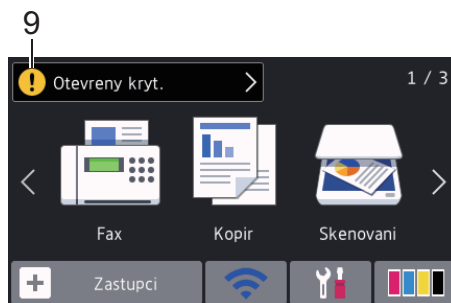 9
! Otevreny kryt. >
1 / 3
Fax Kopir Skenovani
+ Zastupci